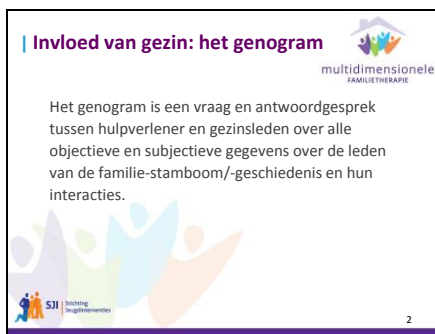 | Invloed van gezin: het genogram
multidimensionele
FAMILIETHERAPIE
Het genogram is een vraag en antwoordgesprek
tussen hulpverlener en gezinsleden over alle
objectieve en subjectieve gegevens over de leden
van de familie-stamboom/-geschiedenis en hun
interacties.
SJI
Stichting
Jeugdinterventies
2